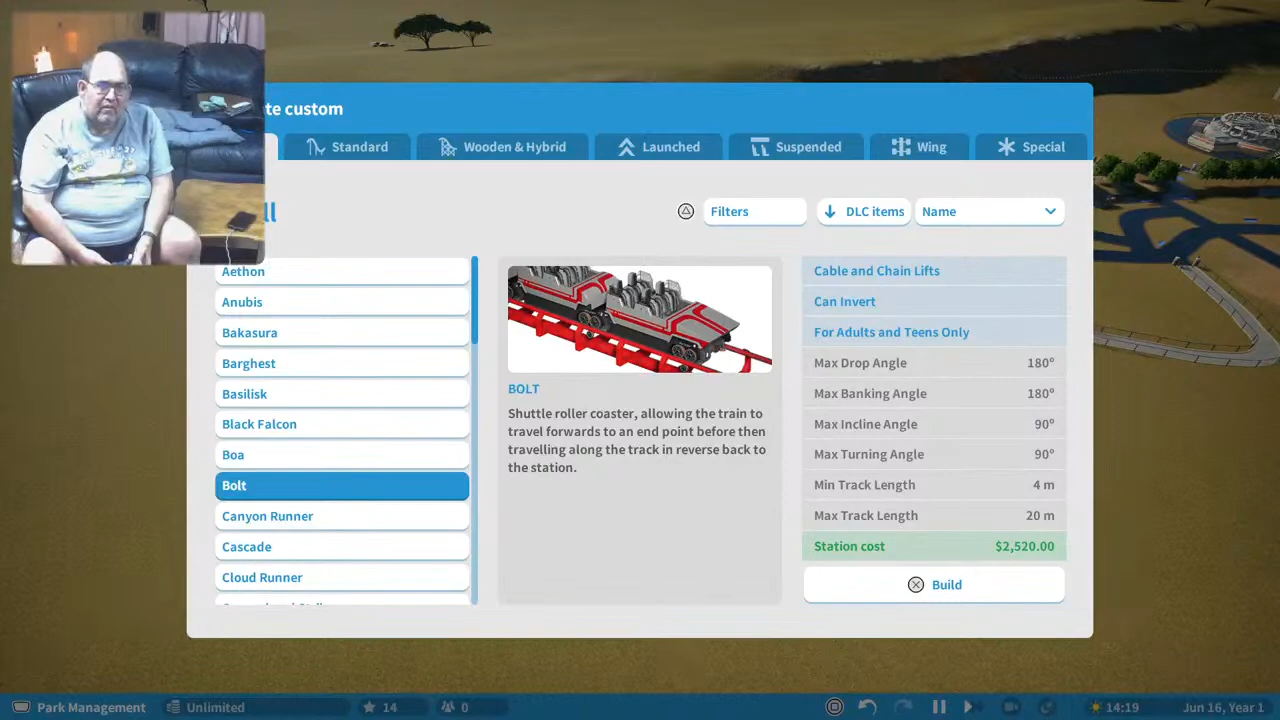 te custom
Standard
Wooden & Hybrid
Launched
Suspended
Wing
Special
ll
Filters
DLC items
Name
Aethon
Anubis
Bakasura
Barghest
Basilisk
Black Falcon
Boa
Bolt
Canyon Runner
Cascade
Cloud Runner
BOLT
Shuttle roller coaster, allowing the train to
travel forwards to an end point before then
travelling along the track in reverse back to
the station.
Cable and Chain Lifts
Can Invert
For Adults and Teens Only
Max Drop Angle 180º
Max Banking Angle 180º
Max Incline Angle 90º
Max Turning Angle 90º
Min Track Length 4 m
Max Track Length 20 m
Station cost $2,520.00
Build
Park Management Unlimited 14 0 14:19 Jun 16, Year 1